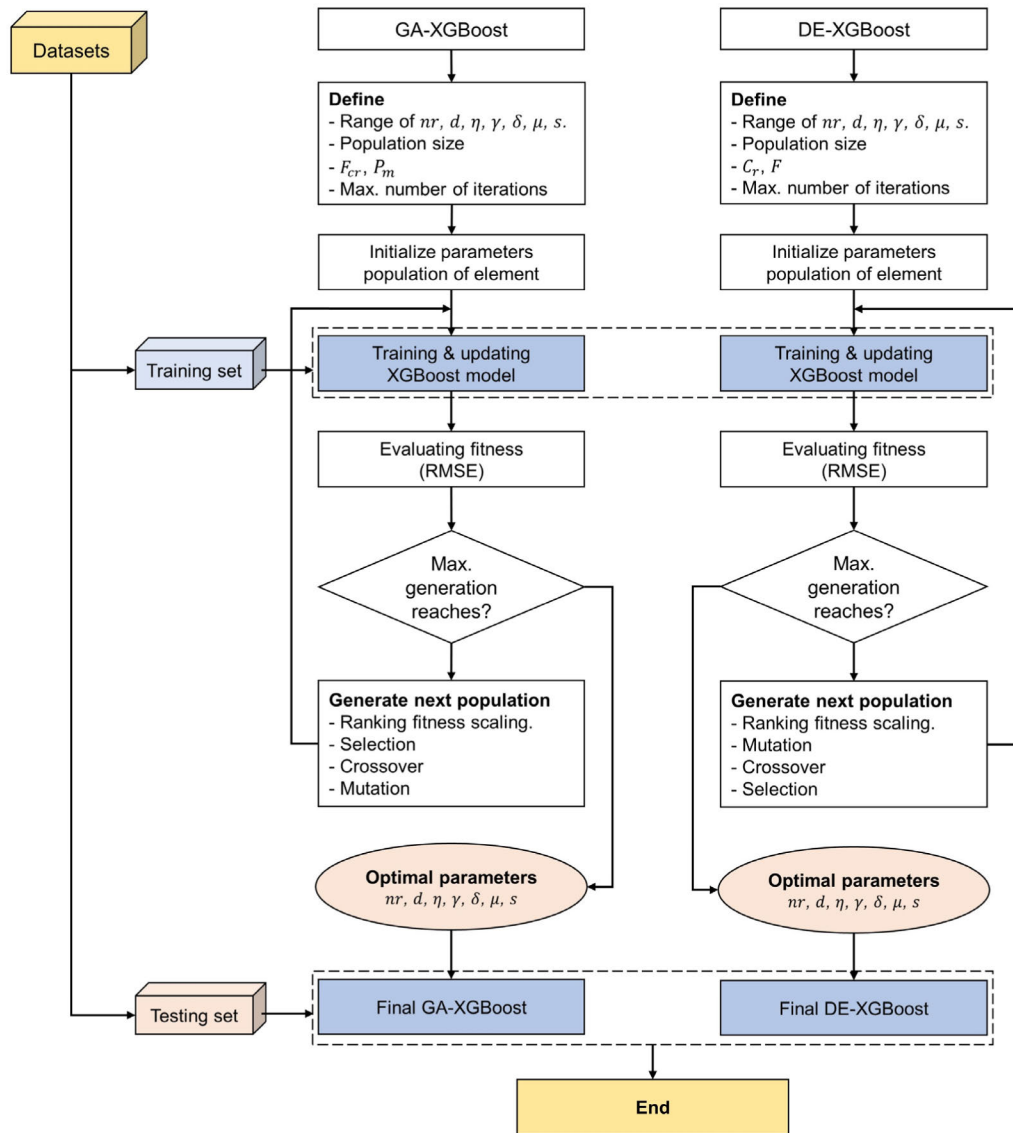 Datasets
GA-XGBoost
DE-XGBoost
Define
- Range of nr, d, η, γ, δ, μ, s.
- Population size
- F_cr, P_m
- Max. number of iterations
Define
- Range of nr, d, η, γ, δ, μ, s.
- Population size
- C_r, F
- Max. number of iterations
Initialize parameters
population of element
Initialize parameters
population of element
Training set
Training & updating
XGBoost model
Training & updating
XGBoost model
Evaluating fitness
(RMSE)
Evaluating fitness
(RMSE)
Max.
generation
reaches?
Max.
generation
reaches?
Generate next population
- Ranking fitness scaling.
- Selection
- Crossover
- Mutation
Generate next population
- Ranking fitness scaling.
- Mutation
- Crossover
- Selection
Optimal parameters
nr, d, η, γ, δ, μ, s
Optimal parameters
nr, d, η, γ, δ, μ, s
Testing set
Final GA-XGBoost
Final DE-XGBoost
End